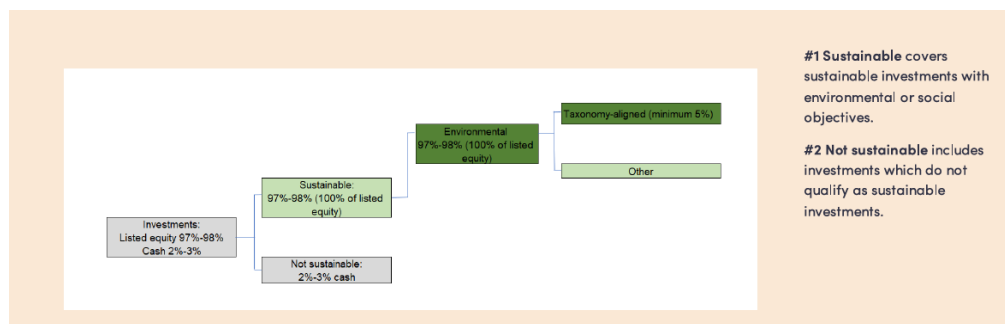 Investments:
Listed equity 97%-98%
Cash 2%-3%
Sustainable:
97%-98% (100% of listed
equity)
Not sustainable:
2%-3% cash
Environmental
97%-98% (100% of listed
equity)
Taxonomy-aligned (minimum 5%)
Other
#1 Sustainable covers
sustainable investments with
environmental or social
objectives.
#2 Not sustainable includes
investments which do not
qualify as sustainable
investments.